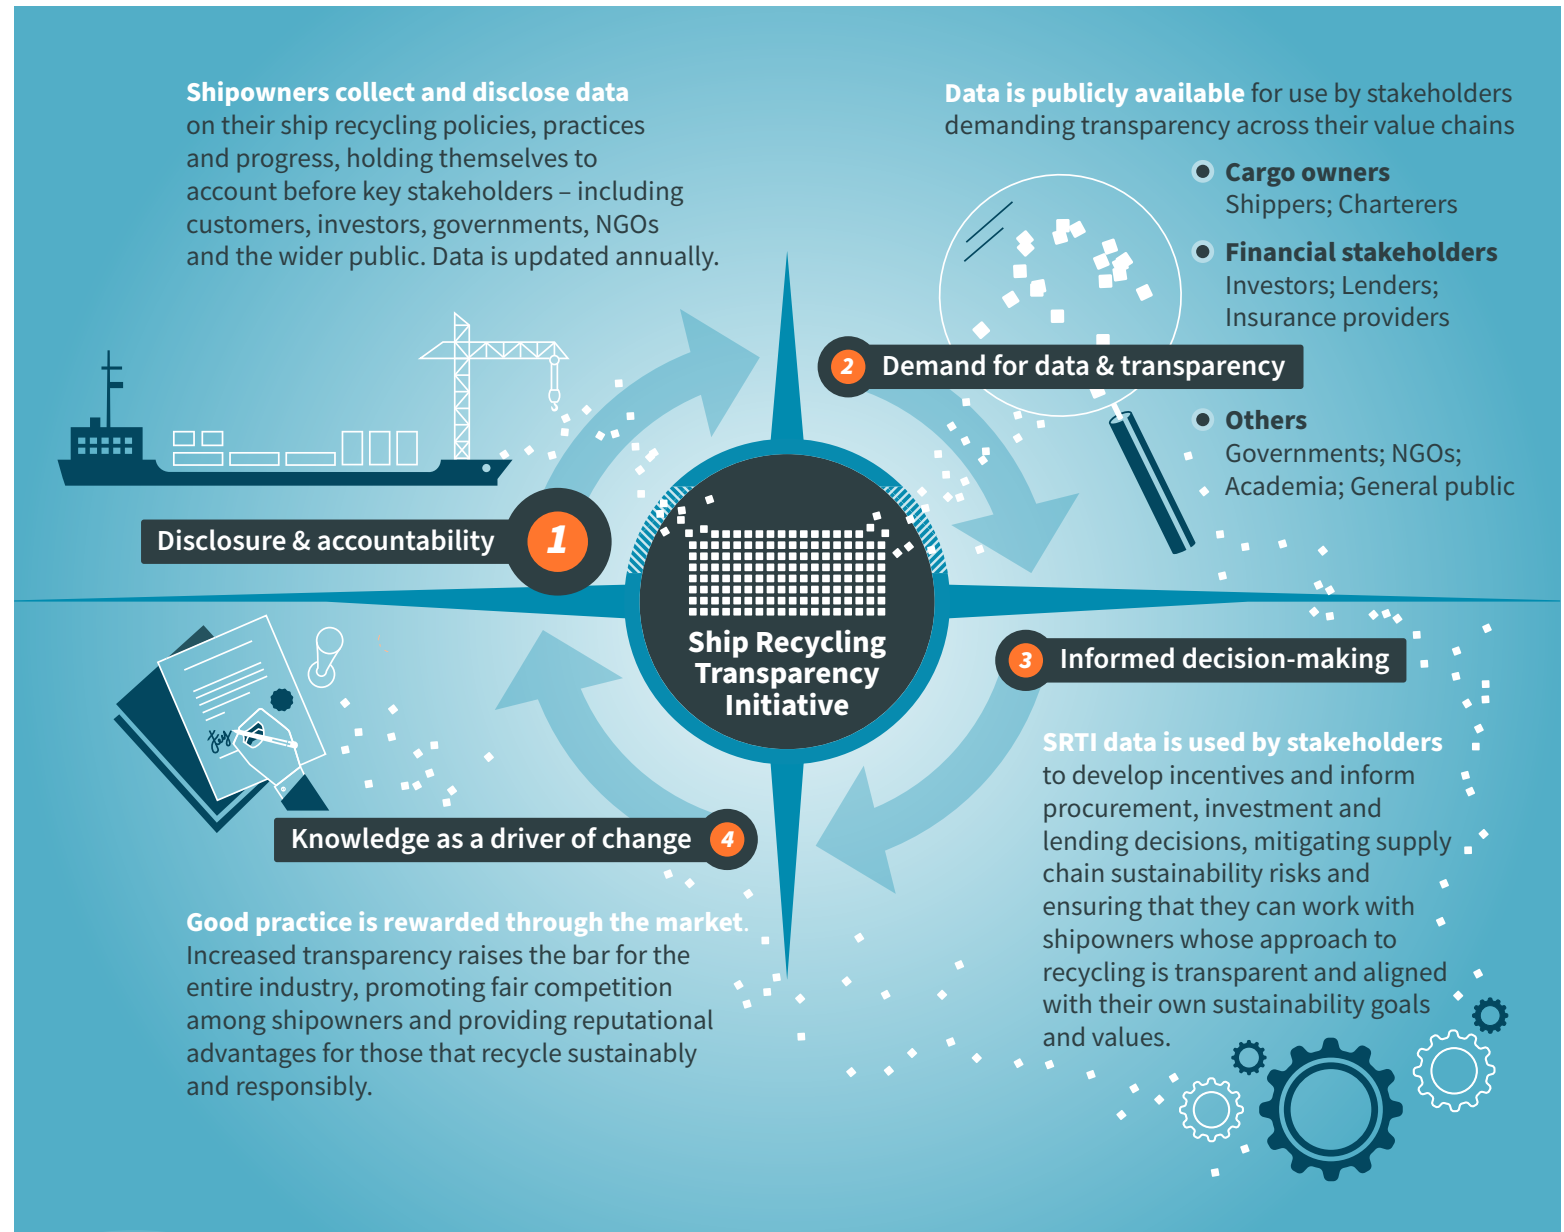 Shipowners collect and disclose data
on their ship recycling policies, practices
and progress, holding themselves to
account before key stakeholders – including
customers, investors, governments, NGOs
and the wider public. Data is updated annually.
1
Disclosure & accountability
Data is publicly available for use by stakeholders
demanding transparency across their value chains
Cargo owners
Shippers; Charterers
Financial stakeholders
Investors; Lenders;
Insurance providers
2
Demand for data & transparency
Others
Governments; NGOs;
Academia; General public
Ship Recycling
Transparency
Initiative
3
Informed decision-making
SRTI data is used by stakeholders
to develop incentives and inform
procurement, investment and
lending decisions, mitigating supply
chain sustainability risks and
ensuring that they can work with
shipowners whose approach to
recycling is transparent and aligned
with their own sustainability goals
and values.
Knowledge as a driver of change
4
Good practice is rewarded through the market.
Increased transparency raises the bar for the
entire industry, promoting fair competition
among shipowners and providing reputational
advantages for those that recycle sustainably
and responsibly.